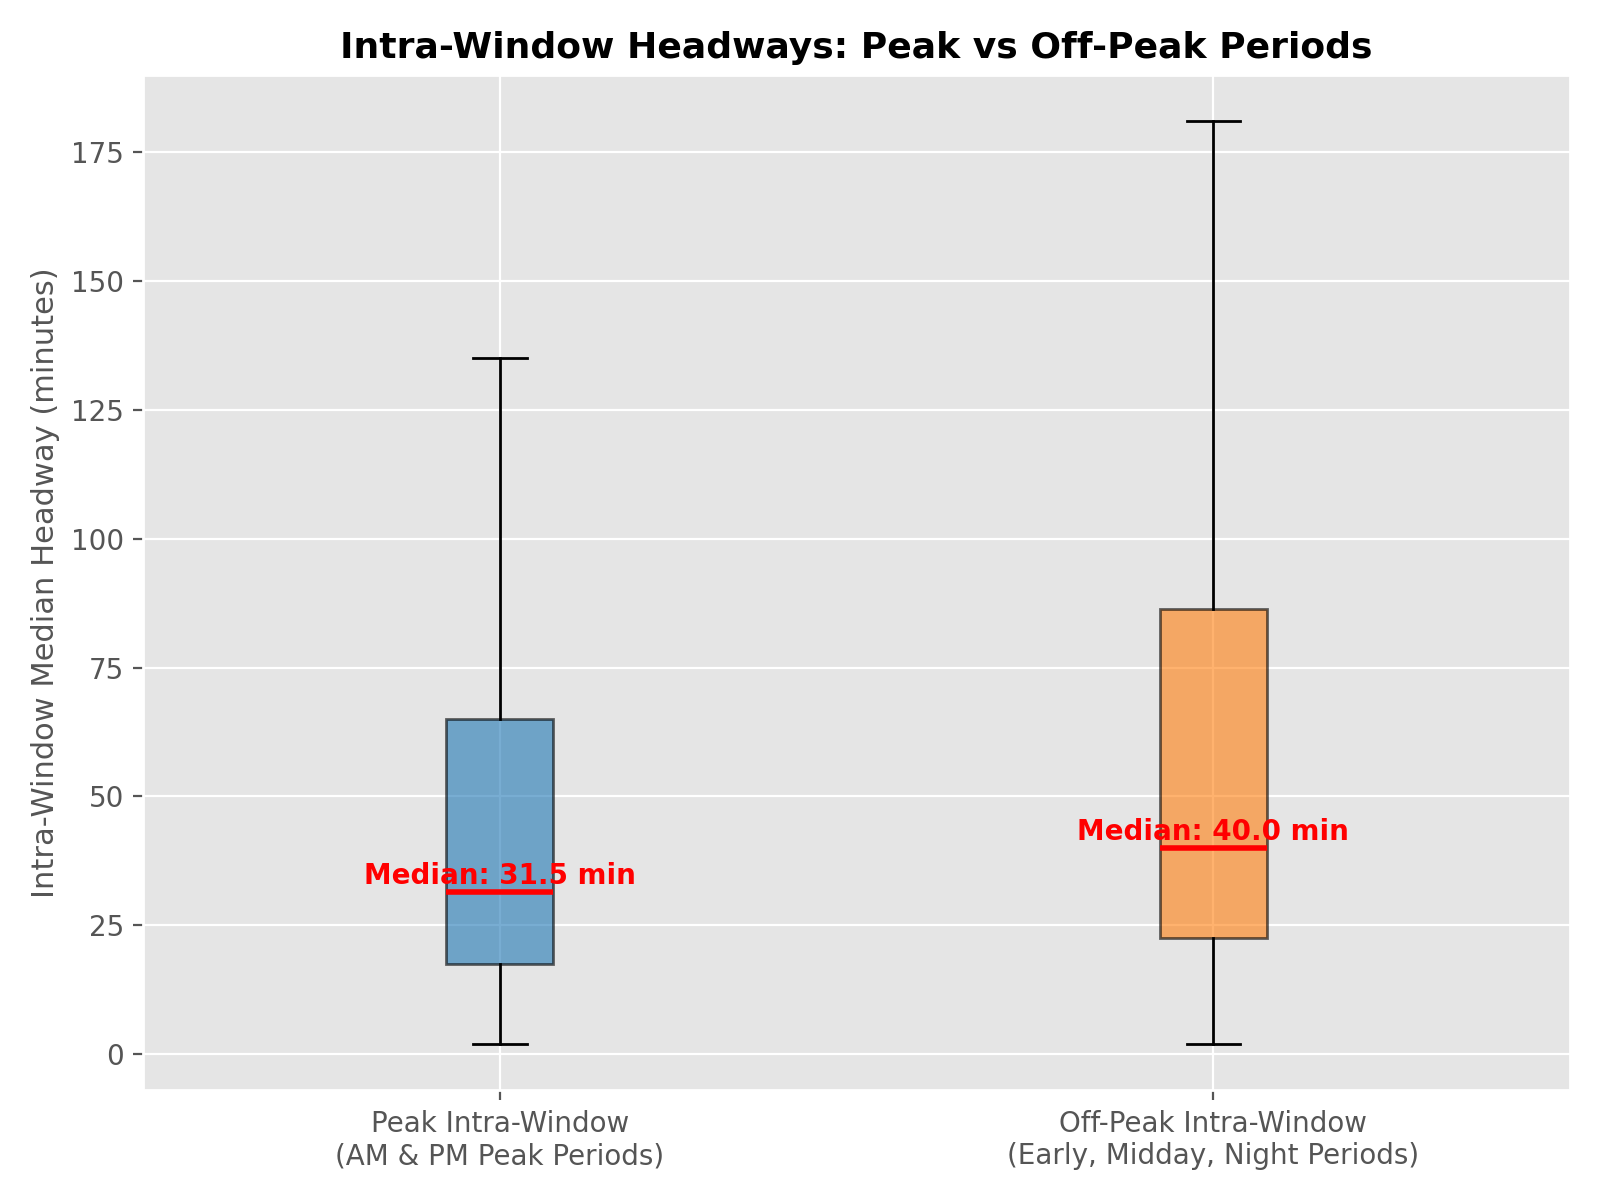 Intra-Window Headways: Peak vs Off-Peak Periods
Intra-Window Median Headway (minutes)
175
150
125
100
75
50
25
0
Median: 31.5 min
Median: 40.0 min
Peak Intra-Window
(AM & PM Peak Periods)
Off-Peak Intra-Window
(Early, Midday, Night Periods)